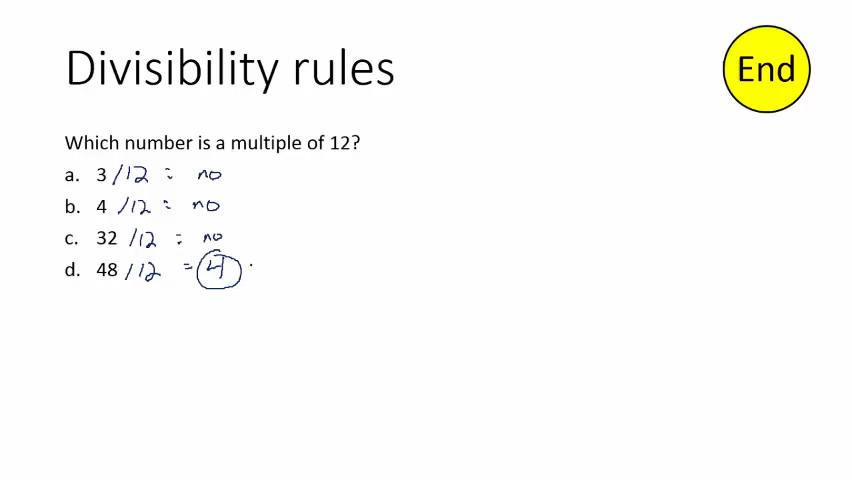 Divisibility rules
End
Which number is a multiple of 12?
a. 3 /12 = no
b. 4 /12 = no
c. 32 /12 = no
d. 48 /12 = 4